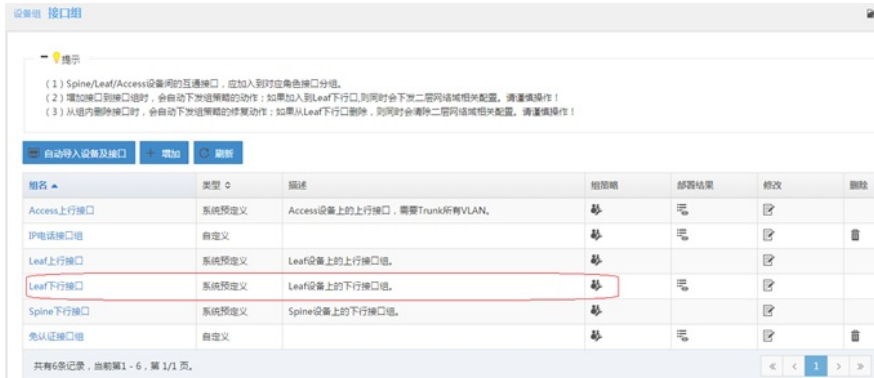 设备组 接口组
提示
(1)Spine/Leaf/Access设备间的互通接口，应加入到对应角色接口分组。
(2)增加接口到接口组时，会自动下发组策略的动作；如果加入到Leaf下行口,则同时会下发二层网络域相关配置。请谨慎操作！
(3)从组内删除接口时，会自动下发组策略的修复动作；如果从Leaf下行口删除，则同时会清除二层网络域相关配置。请谨慎操作！
自动导入设备及接口 + 增加 刷新
组名 类型 描述 组策略 部署结果 修改 删除
Access上行接口 系统预定义 Access设备上的上行接口，需要Trunk所有VLAN。
IP电话接口组 自定义
Leaf上行接口 系统预定义 Leaf设备上的上行接口组。
Leaf下行接口 系统预定义 Leaf设备上的下行接口组。
Spine下行接口 系统预定义 Spine设备上的下行接口组。
免认证接口组 自定义
共有6条记录，当前第1 - 6，第 1/1 页。 « < 1 > »